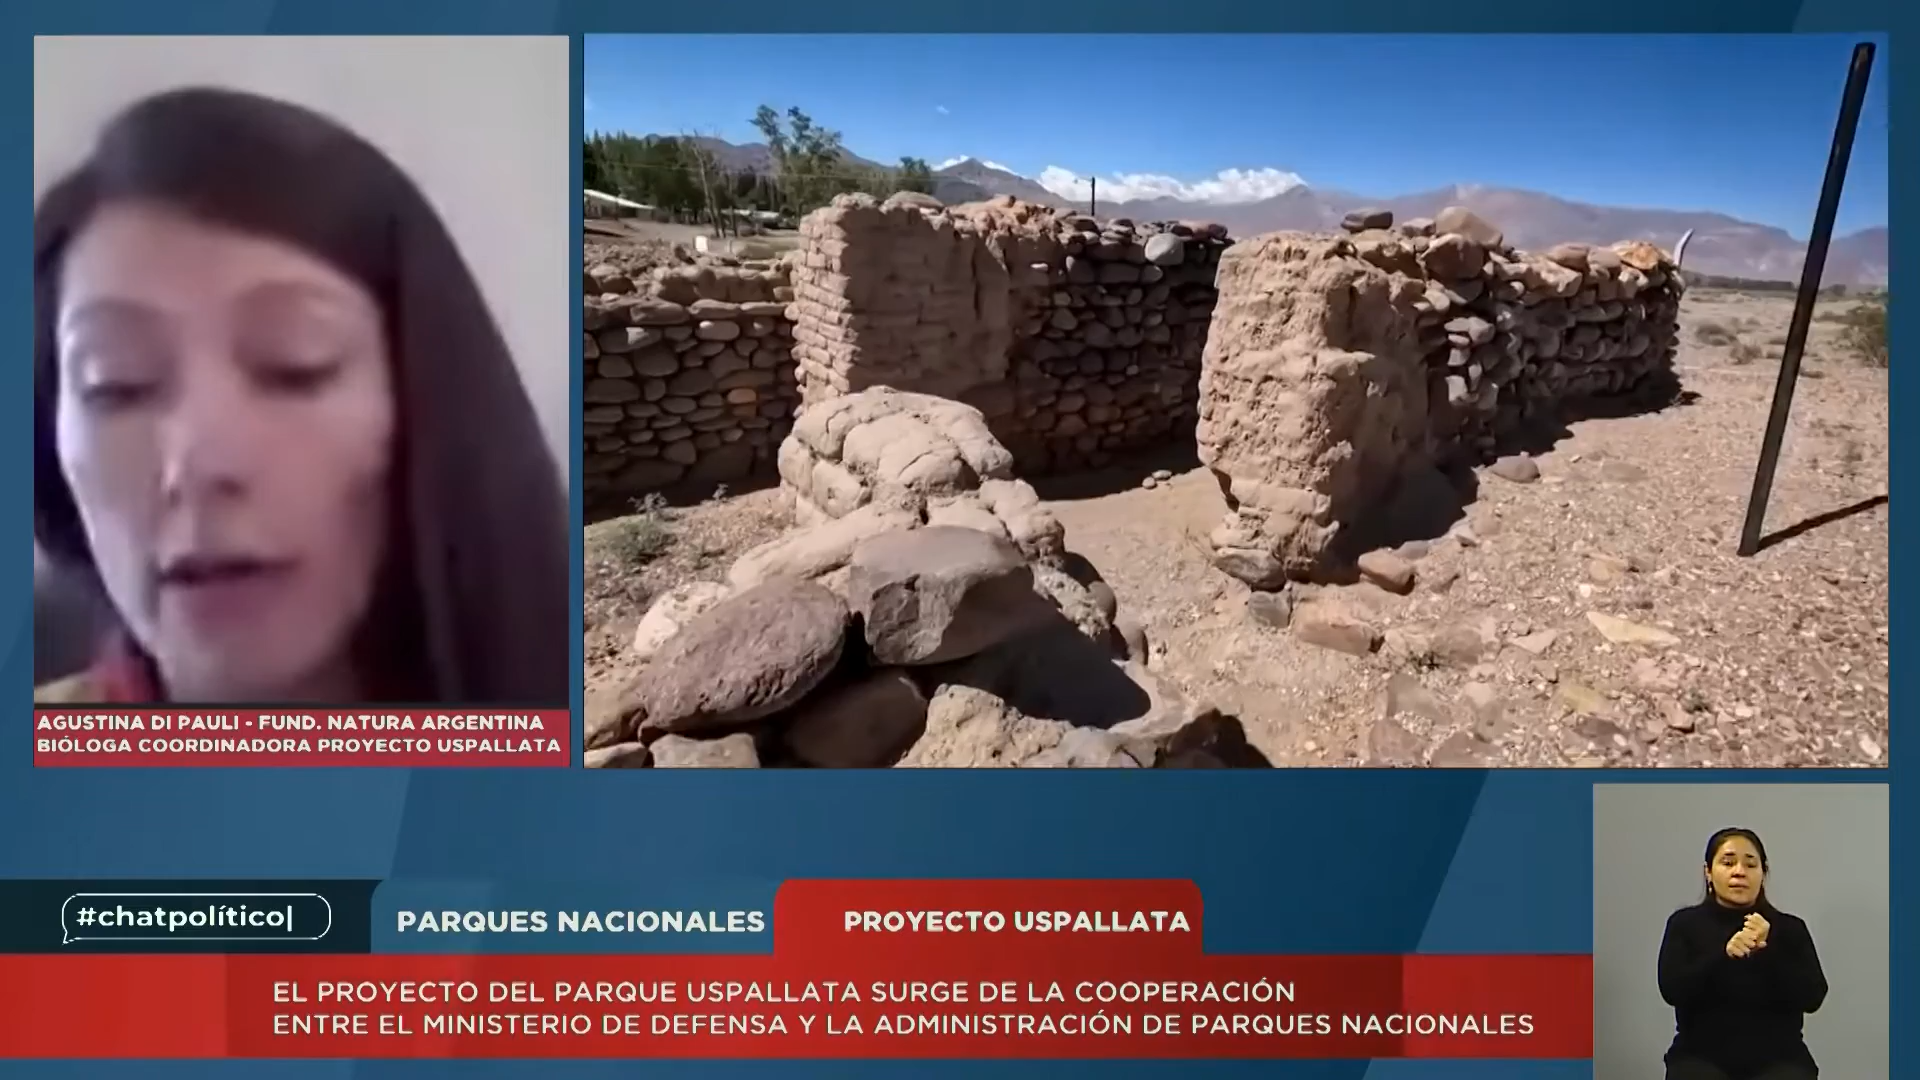 AGUSTINA DI PAULI - FUND. NATURA ARGENTINA
BIÓLOGA COORDINADORA PROYECTO USPALLATA
#chatpolítico|
PARQUES NACIONALES
PROYECTO USPALLATA
EL PROYECTO DEL PARQUE USPALLATA SURGE DE LA COOPERACIÓN
ENTRE EL MINISTERIO DE DEFENSA Y LA ADMINISTRACIÓN DE PARQUES NACIONALES